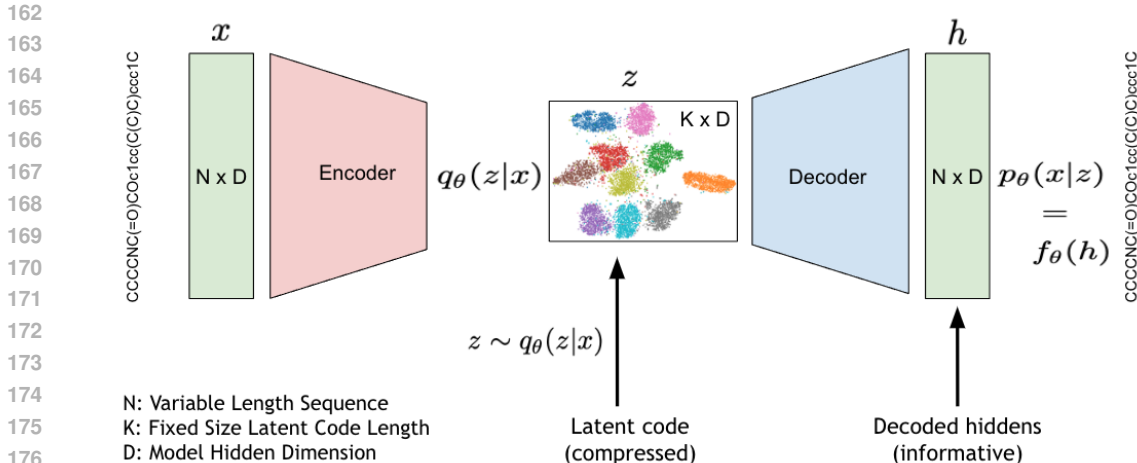 162
163
164
165
166
167
168
169
170
171
172
173
174
175
176
x
h
z
CCCCNC(=O)COc1cc(C(C)C)ccc1C
N x D
Encoder
qθ(z|x)
K x D
Decoder
N x D
pθ(x|z)
=
fθ(h)
CCCCNC(=O)COc1cc(C(C)C)ccc1C
z ∼ qθ(z|x)
N: Variable Length Sequence
K: Fixed Size Latent Code Length
D: Model Hidden Dimension
Latent code
(compressed)
Decoded hiddens
(informative)